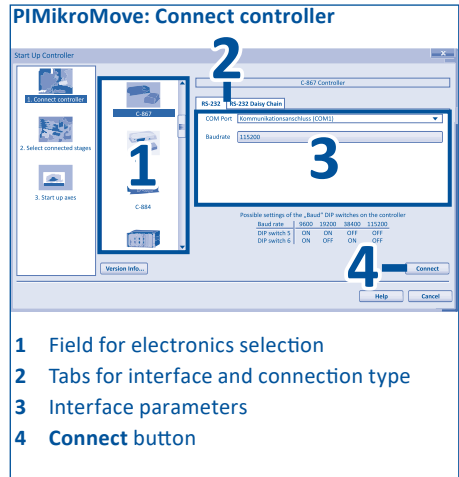 PIMikroMove: Connect controller
Start Up Controller
x
1. Connect controller
2. Select connected stages
3. Start up axes
C-867
C-884
1
Version Info...
2
C-867 Controller
RS-232 RS-232 Daisy Chain
COM Port Kommunikationsanschluss (COM1)
Baudrate 115200
3
Possible settings of the „Baud" DIP switches on the controller
Baud rate 9600 19200 38400 115200
DIP switch 5 ON ON OFF OFF
DIP switch 6 ON OFF ON OFF
4
Connect
Help Cancel
1 Field for electronics selection
2 Tabs for interface and connection type
3 Interface parameters
4 Connect button